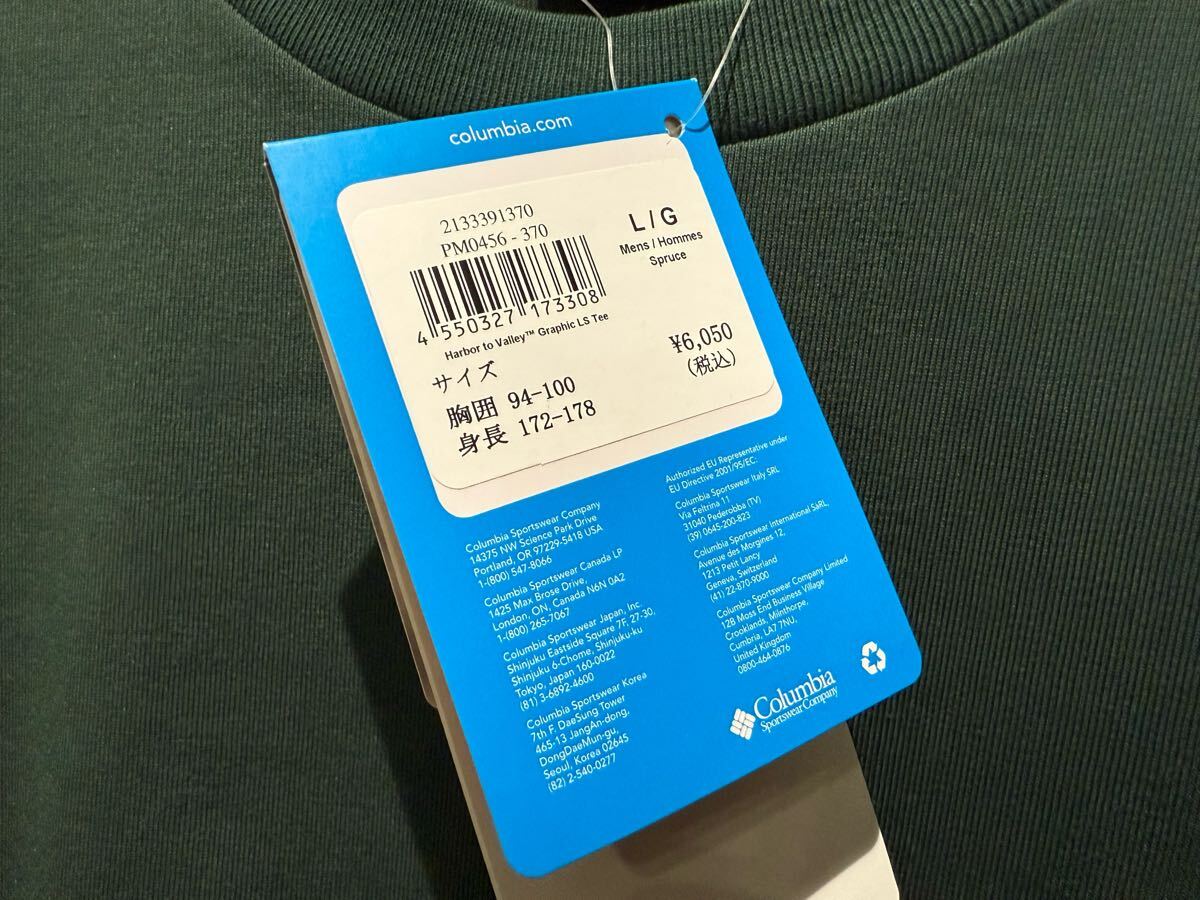 columbia.com
2133391370
PM0456 - 370
4 550327 173308
Harbor to Valley™ Graphic LS Tee
L / G
Mens / Hommes
Spruce
サイズ
胸囲 94-100
身長 172-178
¥6,050
(税込)
Columbia Sportswear Company
14375 NW Science Park Drive
Portland, OR 97229-5418 USA
1-(800) 547-8066
Columbia Sportswear Canada LP
1425 Max Brose Drive,
London, ON, Canada N6N 0A2
1-(800) 265-7067
Columbia Sportswear Japan, Inc.
Shinjuku Eastside Square 7F, 27-30,
Shinjuku 6-Chome, Shinjuku-ku
Tokyo, Japan 160-0022
(81) 3-6892-4600
Columbia Sportswear Korea
7th F. DaeSung Tower
465-13 JangAn-dong,
DongDaeMun-gu,
Seoul, Korea 02645
(82) 2-540-0277
Authorized EU Representative under
EU Directive 2001/95/EC:
Columbia Sportswear Italy SRL
Via Feltrina 11
31040 Pederobba (TV)
(39) 0645-200-823
Columbia Sportswear International SARL,
Avenue des Morgines 12,
1213 Petit Lancy
Geneva, Switzerland
(41) 22-870-9000
Columbia Sportswear Company Limited
128 Moss End Business Village
Crooklands, Milnthorpe,
Cumbria, LA7 7NU,
United Kingdom
0800-464-0876
Columbia
Sportswear Company